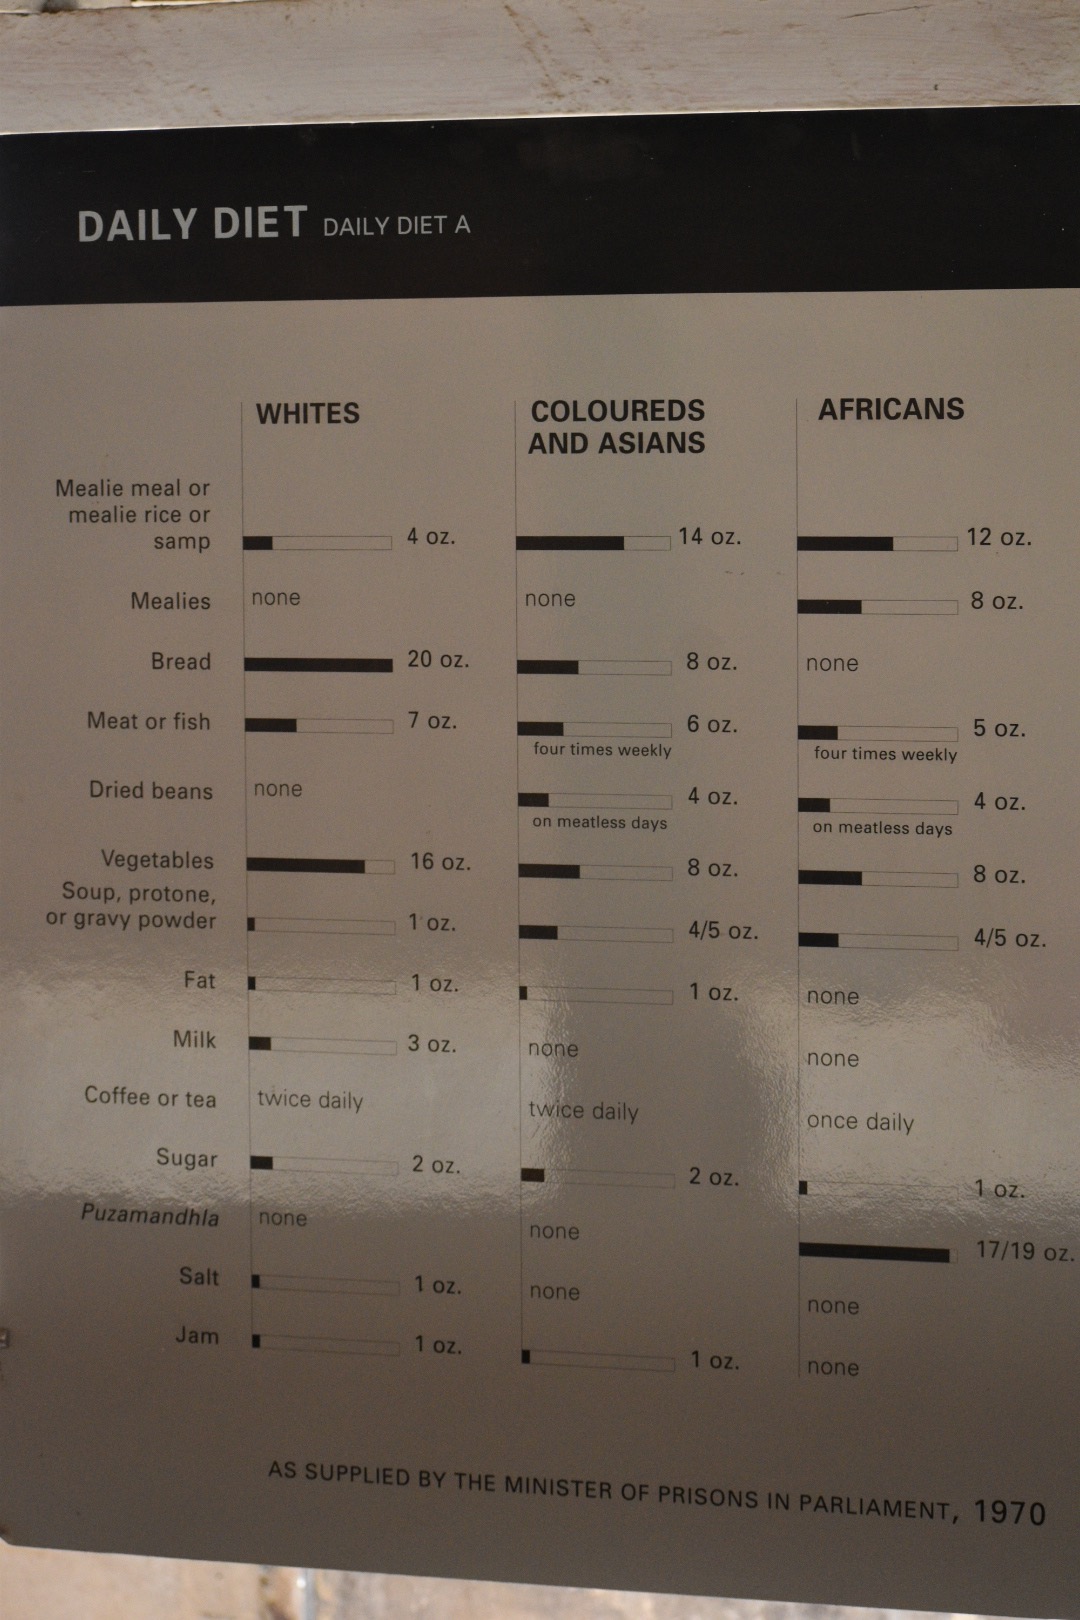 DAILY DIET DAILY DIET A
WHITES
COLOUREDS
AND ASIANS
AFRICANS
Mealie meal or
mealie rice or
samp 4 oz. 14 oz. 12 oz.
Mealies none none 8 oz.
Bread 20 oz. 8 oz. none
Meat or fish 7 oz. 6 oz. 5 oz.
four times weekly four times weekly
Dried beans none 4 oz. 4 oz.
on meatless days on meatless days
Vegetables 16 oz. 8 oz. 8 oz.
Soup, protone,
or gravy powder 1 oz. 4/5 oz. 4/5 oz.
Fat 1 oz. 1 oz. none
Milk 3 oz. none none
Coffee or tea twice daily twice daily once daily
Sugar 2 oz. 2 oz. 1 oz.
Puzamandhla none none 17/19 oz.
Salt 1 oz. none none
Jam 1 oz. 1 oz. none
AS SUPPLIED BY THE MINISTER OF PRISONS IN PARLIAMENT, 1970